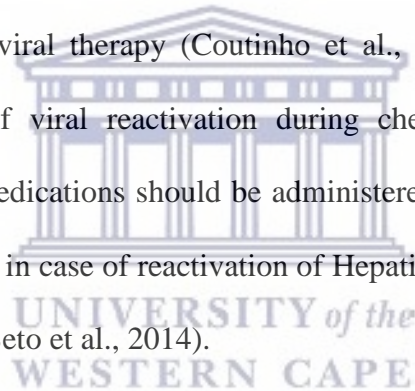 viral therapy (Coutinho et al.,
f viral reactivation during che
edications should be administere
in case of reactivation of Hepati
UNIVERSITY of the
eto et al., 2014).
WESTERN CAPE